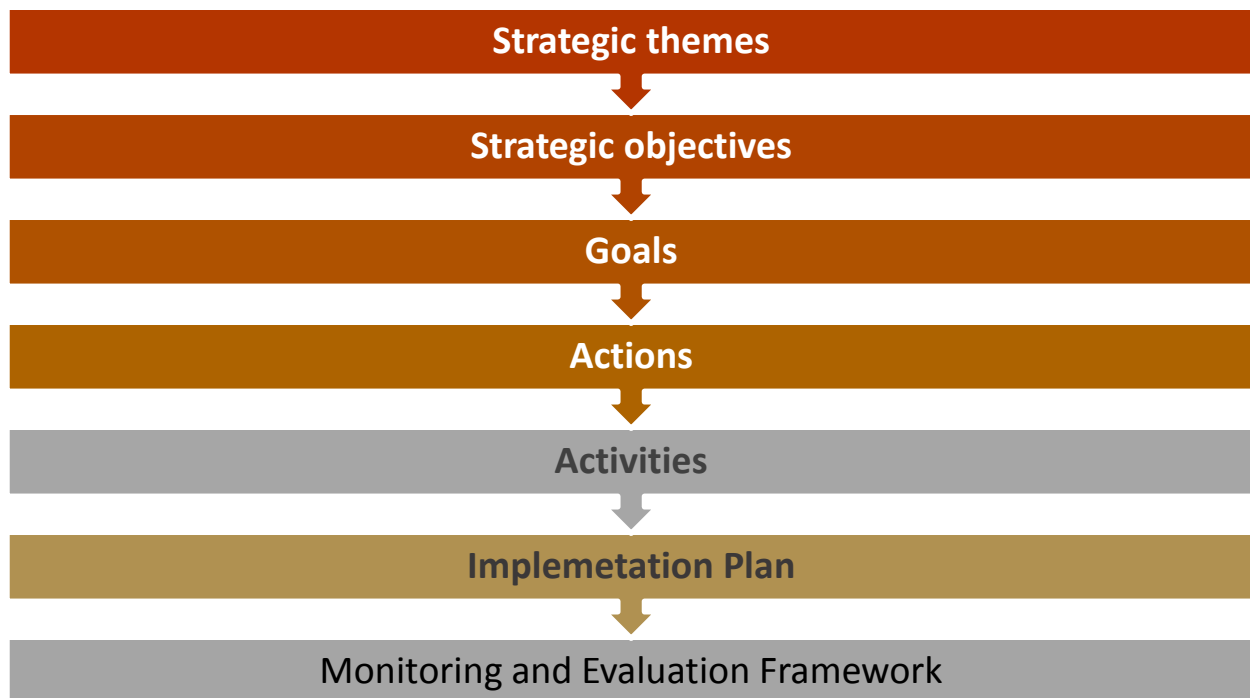 Strategic themes
Strategic objectives
Goals
Actions
Activities
Implemetation Plan
Monitoring and Evaluation Framework